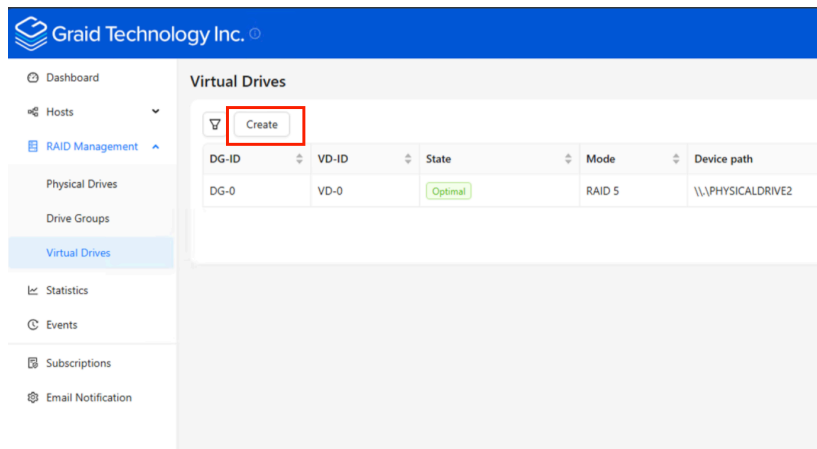 Graid Technology Inc.
Dashboard
Hosts
RAID Management
Physical Drives
Drive Groups
Virtual Drives
Statistics
Events
Subscriptions
Email Notification
Virtual Drives
Create
DG-ID VD-ID State Mode Device path
DG-0 VD-0 Optimal RAID 5 \\.\PHYSICALDRIVE2